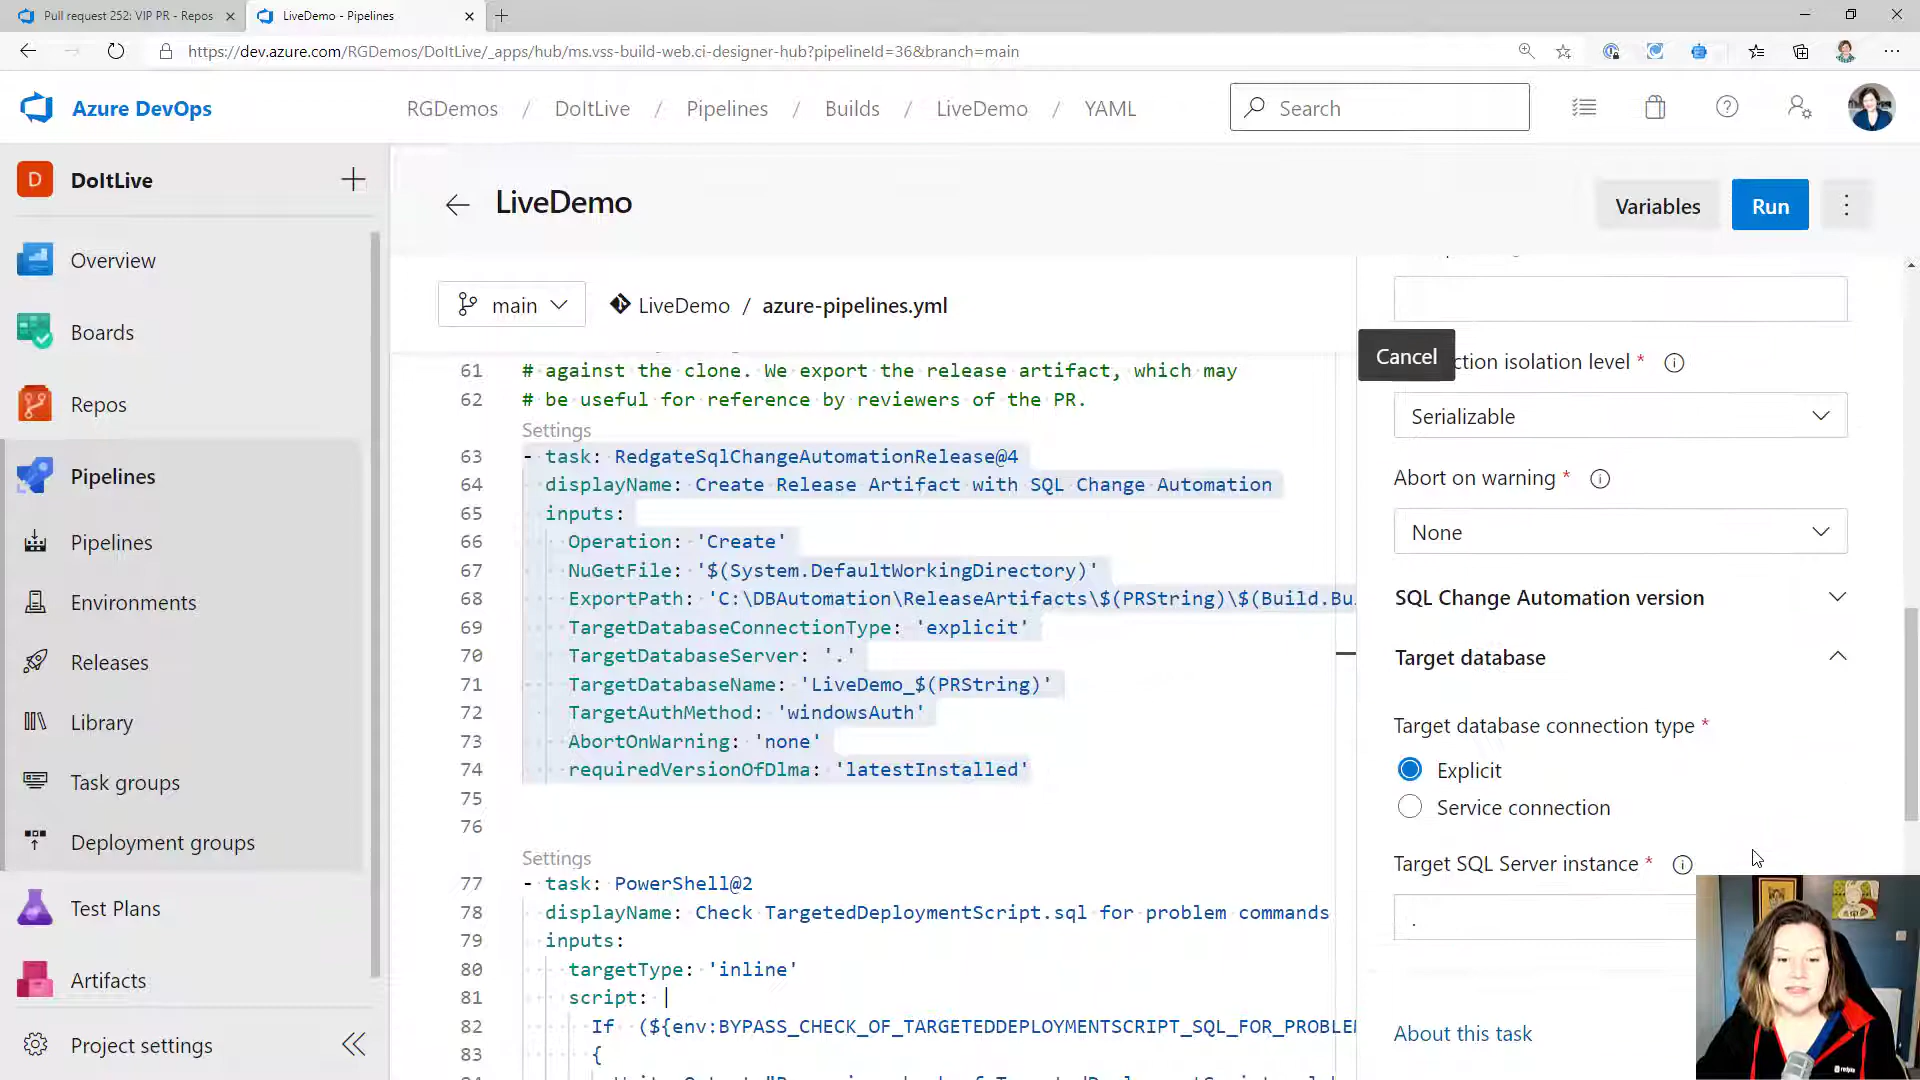 Pull request 252: VIP PR - Repos
LiveDemo - Pipelines
https://dev.azure.com/RGDemos/DoItLive/_apps/hub/ms.vss-build-web.ci-designer-hub?pipelineId=36&branch=main
Azure DevOps
RGDemos / DoItLive / Pipelines / Builds / LiveDemo / YAML
Search
D DoItLive
Overview
Boards
Repos
Pipelines
Pipelines
Environments
Releases
Library
Task groups
Deployment groups
Test Plans
Artifacts
Project settings
LiveDemo
Variables
Run
main
LiveDemo / azure-pipelines.yml
61 # against the clone. We export the release artifact, which may
62 # be useful for reference by reviewers of the PR.
Settings
63 - task: RedgateSqlChangeAutomationRelease@4
64 displayName: Create Release Artifact with SQL Change Automation
65 inputs:
66 Operation: 'Create'
67 NuGetFile: '$(System.DefaultWorkingDirectory)'
68 ExportPath: 'C:\DBAutomation\ReleaseArtifacts\$(PRString)\$(Build.Bu
69 TargetDatabaseConnectionType: 'explicit'
70 TargetDatabaseServer: '.'
71 TargetDatabaseName: 'LiveDemo_$(PRString)'
72 TargetAuthMethod: 'windowsAuth'
73 AbortOnWarning: 'none'
74 requiredVersionOfDlma: 'latestInstalled'
75
76
Settings
77 - task: PowerShell@2
78 displayName: Check TargetedDeploymentScript.sql for problem commands
79 inputs:
80 targetType: 'inline'
81 script: |
82 If (${env:BYPASS_CHECK_OF_TARGETEDDEPLOYMENTSCRIPT_SQL_FOR_PROBLE
83 {
Cancel
ction isolation level *
Serializable
Abort on warning *
None
SQL Change Automation version
Target database
Target database connection type *
Explicit
Service connection
Target SQL Server instance *
.
About this task